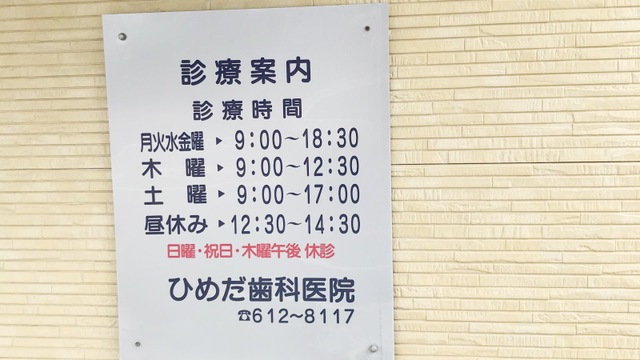 診療案内
診療時間
月火水金曜 ▶ 9:00〜18:30
木曜 ▶ 9:00〜12:30
土曜 ▶ 9:00〜17:00
昼休み ▶ 12:30〜14:30
日曜・祝日・木曜午後 休診
ひめだ歯科医院
☎612〜8117